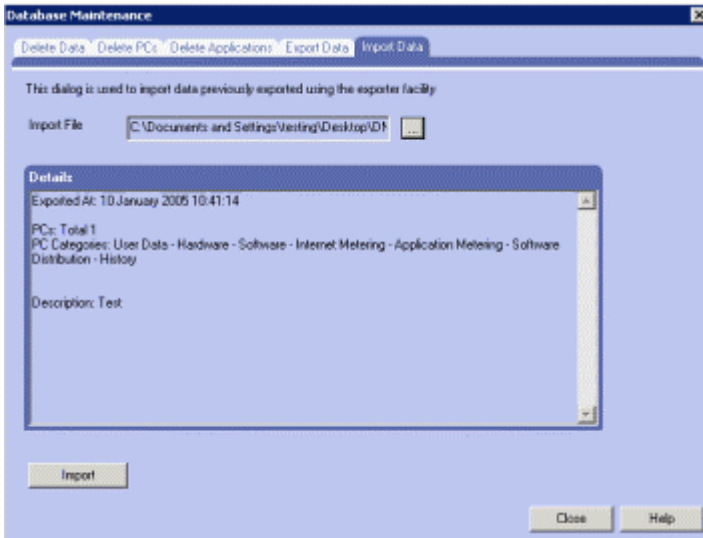 Database Maintenance
Delete Data Delete PCs Delete Applications Export Data Import Data
This dialog is used to import data previously exported using the exporter facility
Import File C:\Documents and Settings\testing\Desktop\DN ...
Details
Exported At: 10 January 2005 10:41:14
PCs: Total 1
PC Categories: User Data - Hardware - Software - Internet Metering - Application Metering - Software
Distribution - History
Description: Test
Import
Close Help